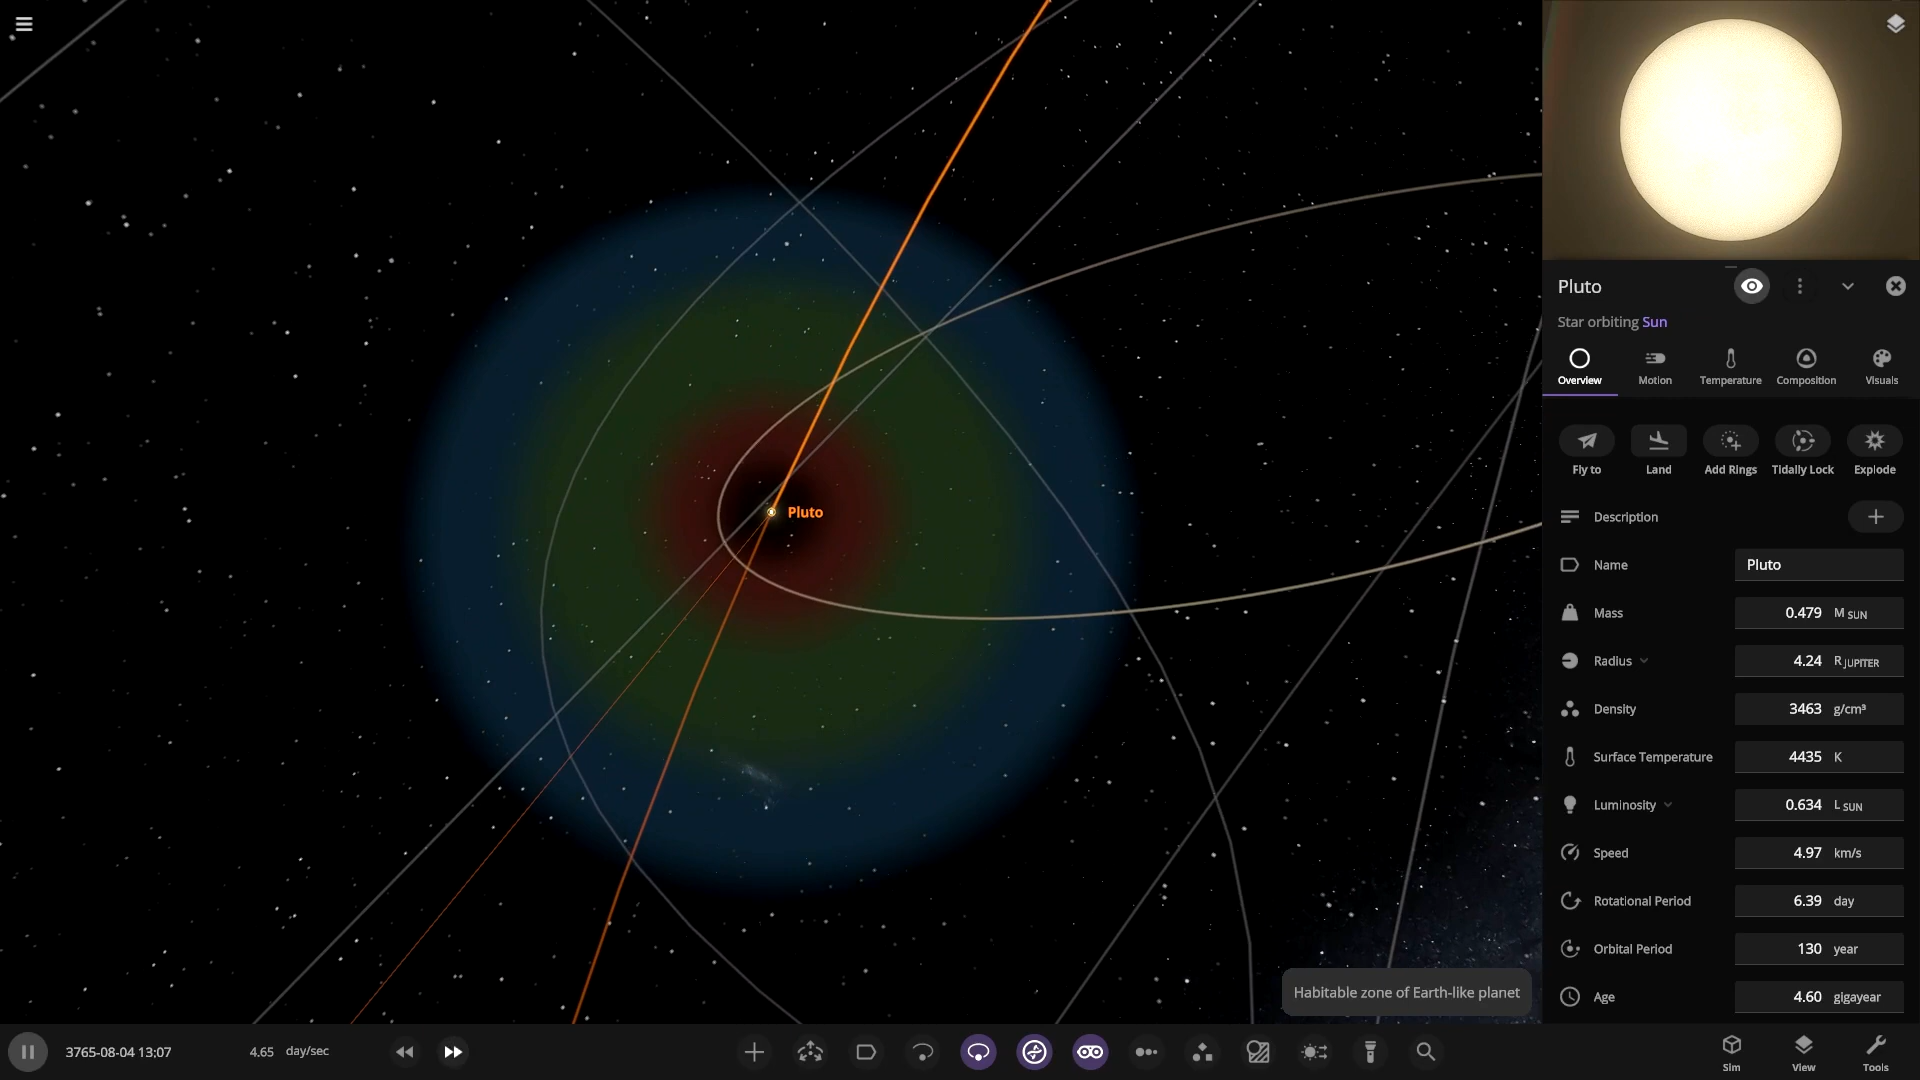 Pluto
Star orbiting Sun
Overview
Motion
Temperature
Composition
Visuals
Fly to
Land
Add Rings
Tidally Lock
Explode
Description
Name Pluto
Mass 0.479 M SUN
Radius 4.24 R JUPITER
Density 3463 g/cm³
Surface Temperature 4435 K
Luminosity 0.634 L SUN
Speed 4.97 km/s
Rotational Period 6.39 day
Orbital Period 130 year
Age 4.60 gigayear
Pluto
Habitable zone of Earth-like planet
3765-08-04 13:07 4.65 day/sec
Sim
View
Tools